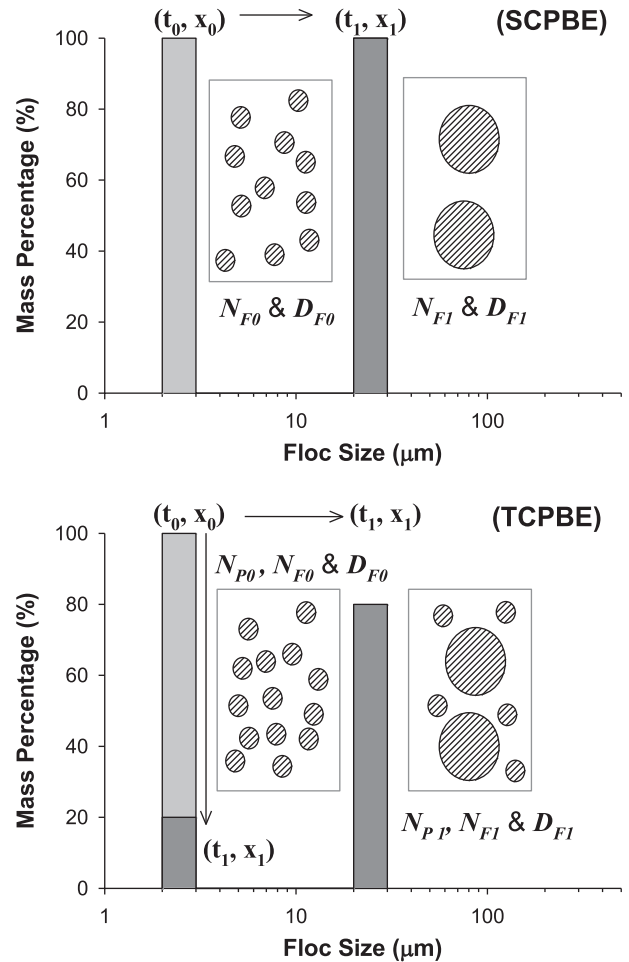 (t0, x0) (t1, x1) (SCPBE)
100
80
60
40
20
0
Mass Percentage (%)
NF0 & DF0 NF1 & DF1
1 10 100
Floc Size (μm)
(t0, x0) (t1, x1) (TCPBE)
100
80
60
40
20
0
Mass Percentage (%)
NP0, NF0 & DF0
NP 1, NF1 & DF1
(t1, x1)
1 10 100
Floc Size (μm)